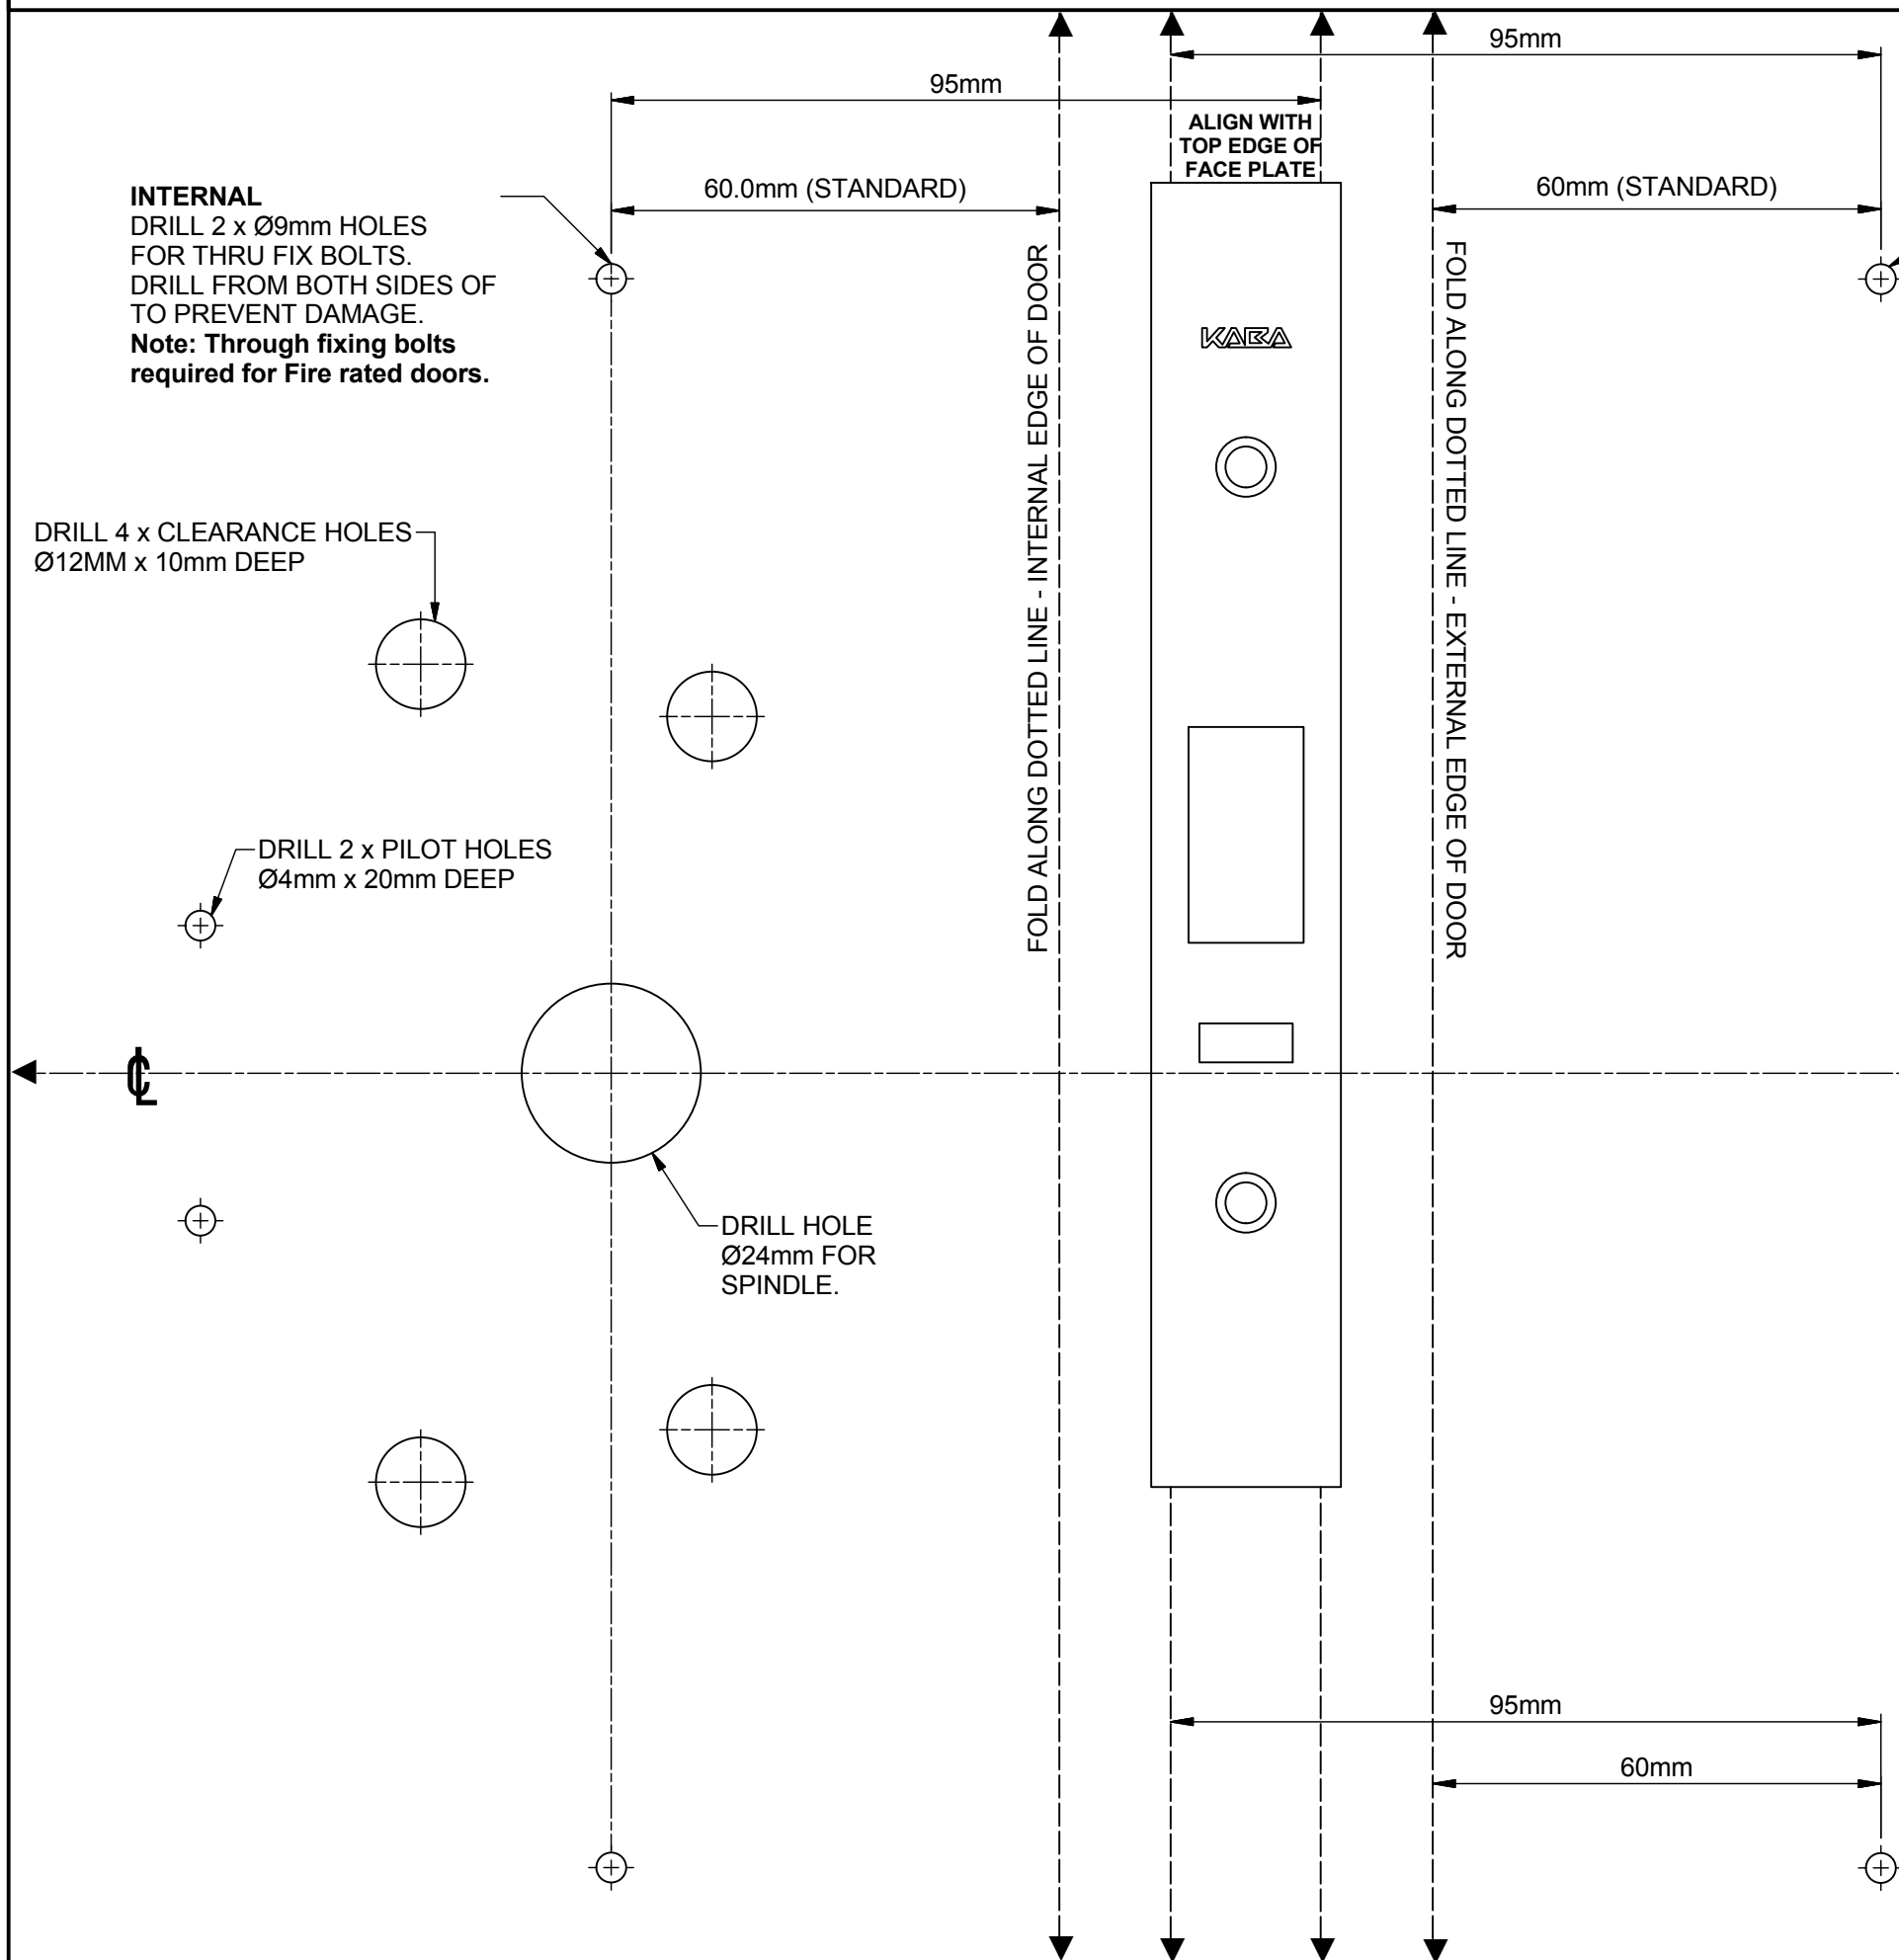 95mm
95mm
ALIGN WITH
TOP EDGE OF
FACE PLATE
60.0mm (STANDARD)
60mm (STANDARD)
INTERNAL
DRILL 2 x Ø9mm HOLES
FOR THRU FIX BOLTS.
DRILL FROM BOTH SIDES OF
TO PREVENT DAMAGE.
Note: Through fixing bolts
required for Fire rated doors.
KABA
FOLD ALONG DOTTED LINE - INTERNAL EDGE OF DOOR
FOLD ALONG DOTTED LINE - EXTERNAL EDGE OF DOOR
DRILL 4 x CLEARANCE HOLES
Ø12MM x 10mm DEEP
DRILL 2 x PILOT HOLES
Ø4mm x 20mm DEEP
℄
DRILL HOLE
Ø24mm FOR
SPINDLE.
95mm
60mm